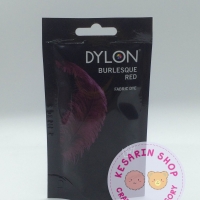 DYLON
BURLESQUE
RED
FABRIC DYE
KESARIN SHOP